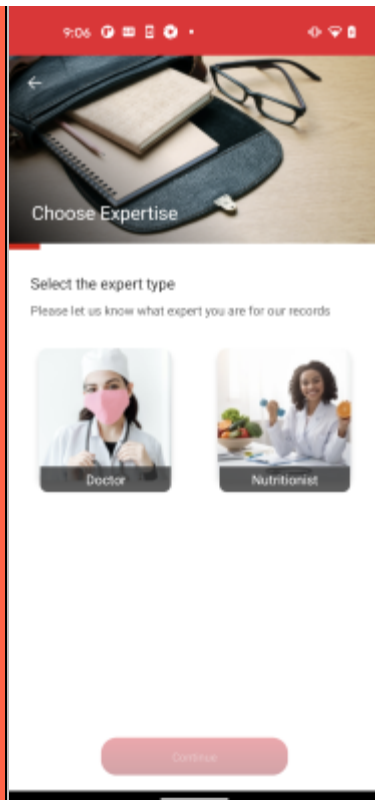 9:06
Choose Expertise
Select the expert type
Please let us know what expert you are for our records
Doctor
Nutritionist
Continue